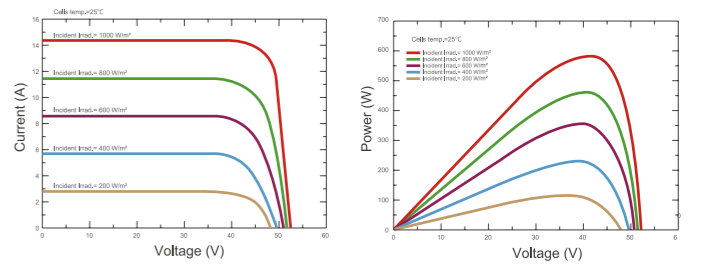 Cells temp.=25°C
Incident Irrad.= 1000 W/m²
Incident Irrad.= 800 W/m²
Incident Irrad.= 600 W/m²
Incident Irrad.= 400 W/m²
Incident Irrad.= 200 W/m²
Current (A)
16
14
12
10
8
6
4
2
0
0 10 20 30 40 50 60
Voltage (V)
Cells temp.=25°C
Incident Irrad.= 1000 W/m²
Incident Irrad.= 800 W/m²
Incident Irrad.= 600 W/m²
Incident Irrad.= 400 W/m²
Incident Irrad.= 200 W/m²
Power (W)
700
600
500
400
300
200
100
0
0 10 20 30 40 50 6
0
Voltage (V)